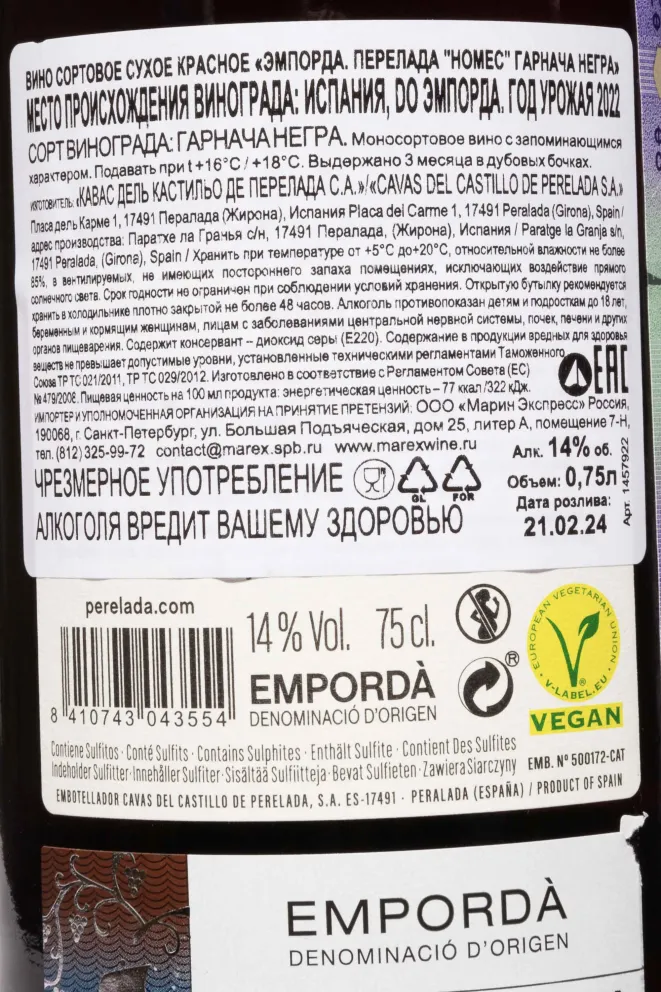 ВИНО СОРТОВОЕ СУХОЕ КРАСНОЕ «ЭМПОРДА. ПЕРЕЛАДА "НОМЕС" ГАРНАЧА НЕГРА»
МЕСТО ПРОИСХОЖДЕНИЯ ВИНОГРАДА: ИСПАНИЯ, DO ЭМПОРДА. ГОД УРОЖАЯ 2022
СОРТ ВИНОГРАДА: ГАРНАЧА НЕГРА. Моносортовое вино с запоминающимся
характером. Подавать при t +16°C / +18°C. Выдержано 3 месяца в дубовых бочках.
ИЗГОТОВИТЕЛЬ: «КАВАС ДЕЛЬ КАСТИЛЬО ДЕ ПЕРЕЛАДА С.А.»/«CAVAS DEL CASTILLO DE PERELADA S.A.»
Пласа дель Карме 1, 17491 Пералада (Жирона), Испания Placa del Carme 1, 17491 Peralada (Girona), Spain /
адрес производства: Паратхе ла Гранья с/н, 17491 Пералада, (Жирона), Испания / Paratge la Granja s/n,
17491 Peralada, (Girona), Spain / Хранить при температуре от +5°C до+20°C, относительной влажности не более
85%, в вентилируемых, не имеющих постороннего запаха помещениях, исключающих воздействие прямого
солнечного света. Срок годности не ограничен при соблюдении условий хранения. Открытую бутылку рекомендуется
хранить в холодильнике плотно закрытой не более 48 часов. Алкоголь противопоказан детям и подросткам до 18 лет,
беременным и кормящим женщинам, лицам с заболеваниями центральной нервной системы, почек, печени и других
органов пищеварения. Содержит консервант – диоксид серы (Е220). Содержание в продукции вредных для здоровья
веществ не превышает допустимые уровни, установленные техническими регламентами Таможенного
Союза ТР ТС 021/2011, ТР ТС 029/2012. Изготовлено в соответствие с Регламентом Совета (ЕС)
№ 479/2008. Пищевая ценность на 100 мл продукта: энергетическая ценность – 77 ккал /322 кДж.
EAC
ИМПОРТЕР И УПОЛНОМОЧЕННАЯ ОРГАНИЗАЦИЯ НА ПРИНЯТИЕ ПРЕТЕНЗИЙ: ООО «Марин Экспресс» Россия,
190068, г. Санкт-Петербург, ул. Большая Подъяческая, дом 25, литер А, помещение 7-Н,
тел. (812) 325-99-72 contact@marex.spb.ru www.marexwine.ru
Алк. 14% об.
Объем: 0,75л
Дата розлива:
21.02.24
Арт. 1457922
ЧРЕЗМЕРНОЕ УПОТРЕБЛЕНИЕ
GL FOR
АЛКОГОЛЯ ВРЕДИТ ВАШЕМУ ЗДОРОВЬЮ
perelada.com
8 410743 043554
14 % Vol. 75 cl.
EMPORDÀ
DENOMINACIÓ D'ORIGEN
®
EUROPEAN VEGETARIAN UNION
V-LABEL.EU
®
VEGAN
Contiene Sulfitos · Conté Sulfits · Contains Sulphites · Enthält Sulfite · Contient Des Sulfites
Indeholder Sulfitter · Innehåller Sulfiter · Sisältää Sulfiitteja · Bevat Sulfieten · Zawiera Siarczyny
EMB. Nº 500172-CAT
EMBOTELLADOR CAVAS DEL CASTILLO DE PERELADA, S.A. ES-17491 · PERALADA (ESPAÑA) / PRODUCT OF SPAIN
EMPORDÀ
DENOMINACIÓ D'ORIGEN